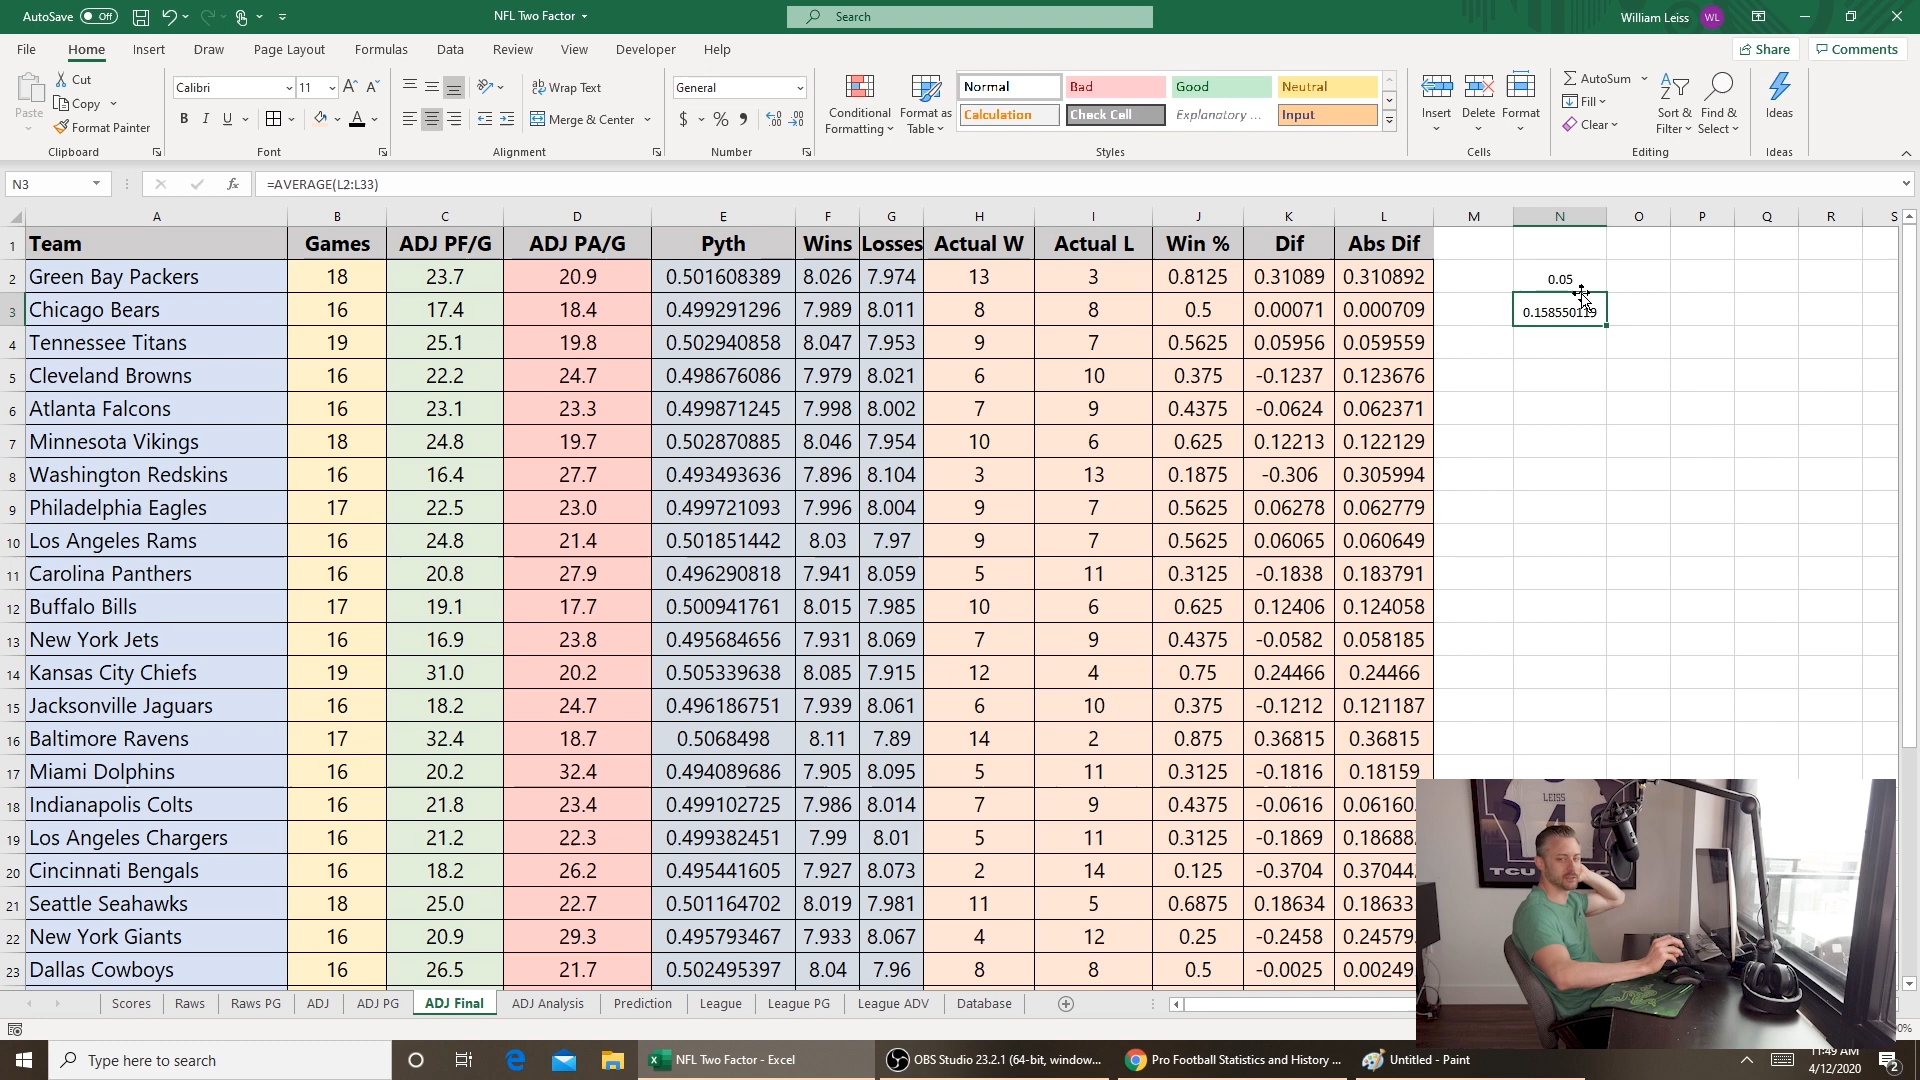 AutoSave Off NFL Two Factor Search William Leiss WL
File Home Insert Draw Page Layout Formulas Data Review View Developer Help Share Comments
Paste Cut Copy Format Painter Clipboard
Calibri 11 A A B I U A Font
Wrap Text Merge & Center Alignment
General $ % Number
Conditional Formatting Format as Table
Normal Bad Good Neutral
Calculation Check Cell Explanatory ... Input
Styles
Insert Delete Format Cells
AutoSum Fill Clear Sort & Filter Find & Select Editing
Ideas Ideas
N3 fx =AVERAGE(L2:L33)
A B C D E F G H I J K L M N O P Q R S
1 Team Games ADJ PF/G ADJ PA/G Pyth Wins Losses Actual W Actual L Win % Dif Abs Dif
2 Green Bay Packers 18 23.7 20.9 0.501608389 8.026 7.974 13 3 0.8125 0.31089 0.310892 0.05
3 Chicago Bears 16 17.4 18.4 0.499291296 7.989 8.011 8 8 0.5 0.00071 0.000709 0.158550119
4 Tennessee Titans 19 25.1 19.8 0.502940858 8.047 7.953 9 7 0.5625 0.05956 0.059559
5 Cleveland Browns 16 22.2 24.7 0.498676086 7.979 8.021 6 10 0.375 -0.1237 0.123676
6 Atlanta Falcons 16 23.1 23.3 0.499871245 7.998 8.002 7 9 0.4375 -0.0624 0.062371
7 Minnesota Vikings 18 24.8 19.7 0.502870885 8.046 7.954 10 6 0.625 0.12213 0.122129
8 Washington Redskins 16 16.4 27.7 0.493493636 7.896 8.104 3 13 0.1875 -0.306 0.305994
9 Philadelphia Eagles 17 22.5 23.0 0.499721093 7.996 8.004 9 7 0.5625 0.06278 0.062779
10 Los Angeles Rams 16 24.8 21.4 0.501851442 8.03 7.97 9 7 0.5625 0.06065 0.060649
11 Carolina Panthers 16 20.8 27.9 0.496290818 7.941 8.059 5 11 0.3125 -0.1838 0.183791
12 Buffalo Bills 17 19.1 17.7 0.500941761 8.015 7.985 10 6 0.625 0.12406 0.124058
13 New York Jets 16 16.9 23.8 0.495684656 7.931 8.069 7 9 0.4375 -0.0582 0.058185
14 Kansas City Chiefs 19 31.0 20.2 0.505339638 8.085 7.915 12 4 0.75 0.24466 0.24466
15 Jacksonville Jaguars 16 18.2 24.7 0.496186751 7.939 8.061 6 10 0.375 -0.1212 0.121187
16 Baltimore Ravens 17 32.4 18.7 0.5068498 8.11 7.89 14 2 0.875 0.36815 0.36815
17 Miami Dolphins 16 20.2 32.4 0.494089686 7.905 8.095 5 11 0.3125 -0.1816 0.18159
18 Indianapolis Colts 16 21.8 23.4 0.499102725 7.986 8.014 7 9 0.4375 -0.0616 0.06160
19 Los Angeles Chargers 16 21.2 22.3 0.499382451 7.99 8.01 5 11 0.3125 -0.1869 0.18688
20 Cincinnati Bengals 16 18.2 26.2 0.495441605 7.927 8.073 2 14 0.125 -0.3704 0.37044
21 Seattle Seahawks 18 25.0 22.7 0.501164702 8.019 7.981 11 5 0.6875 0.18634 0.18633
22 New York Giants 16 20.9 29.3 0.495793467 7.933 8.067 4 12 0.25 -0.2458 0.24579
23 Dallas Cowboys 16 26.5 21.7 0.502495397 8.04 7.96 8 8 0.5 -0.0025 0.00249
LEISS
4
TCU
Scores Raws Raws PG ADJ ADJ PG ADJ Final ADJ Analysis Prediction League League PG League ADV Database
0%
Type here to search NFL Two Factor - Excel OBS Studio 23.2.1 (64-bit, window... Pro Football Statistics and History ... Untitled - Paint 11:49 AM
4/12/2020 2